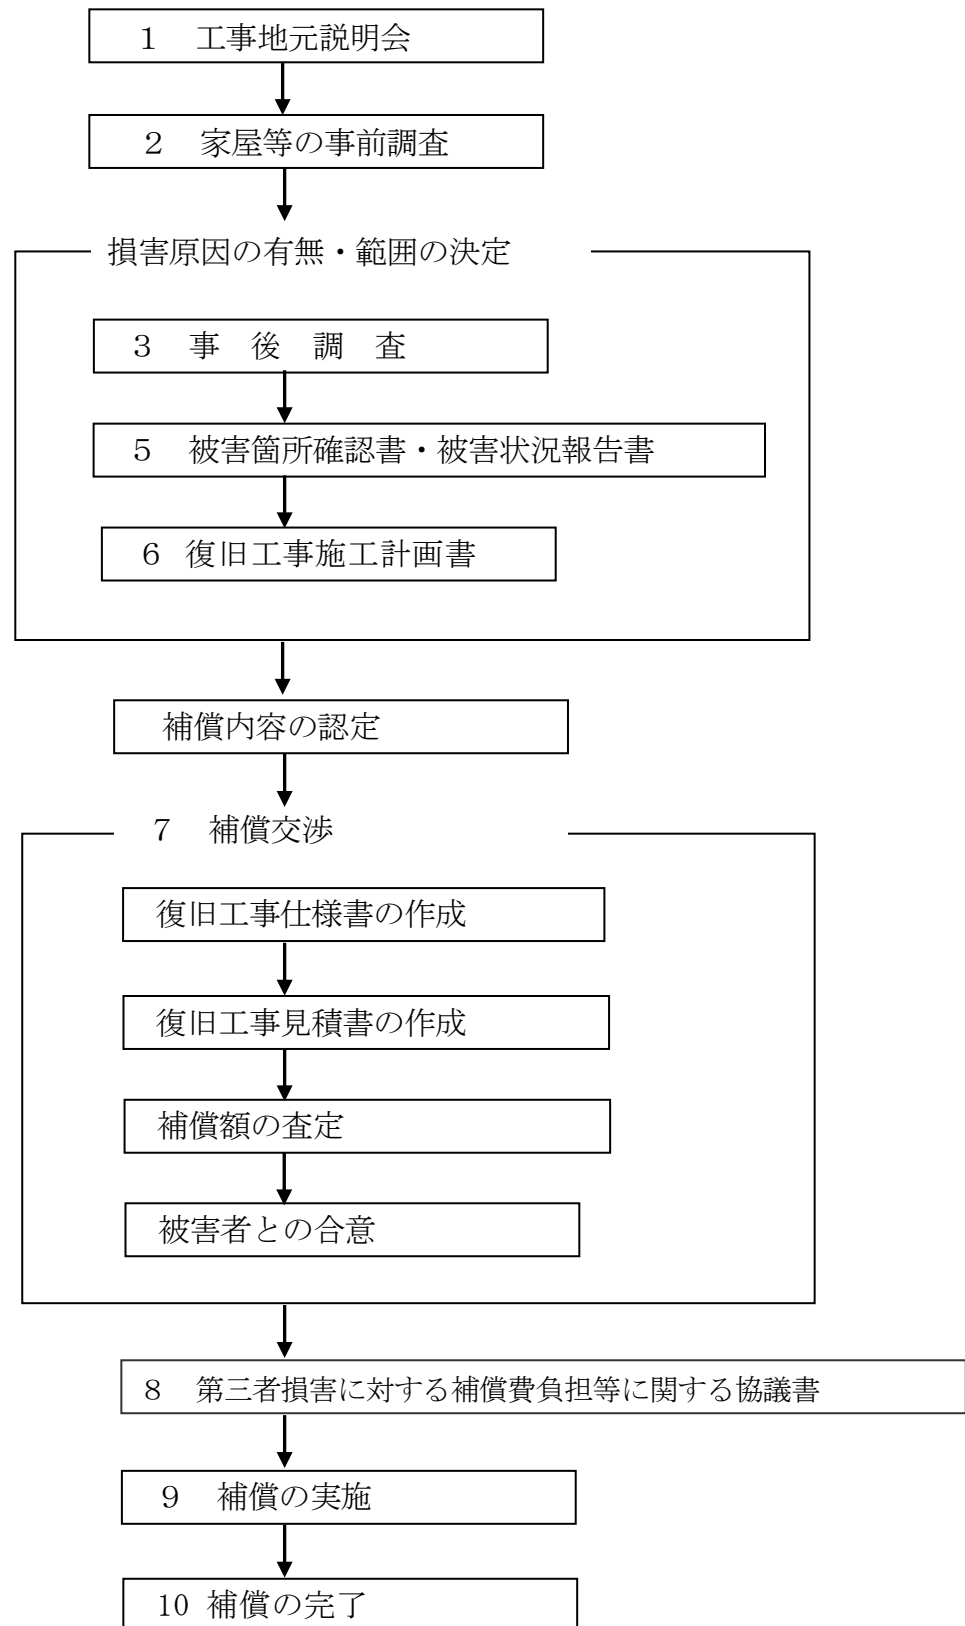 １　工事地元説明会
２　家屋等の事前調査
損害原因の有無・範囲の決定
３　事　後　調　査
５　被害箇所確認書・被害状況報告書
６　復旧工事施工計画書
補償内容の認定
７　補償交渉
復旧工事仕様書の作成
復旧工事見積書の作成
補償額の査定
被害者との合意
８　第三者損害に対する補償費負担等に関する協議書
９　補償の実施
10 補償の完了